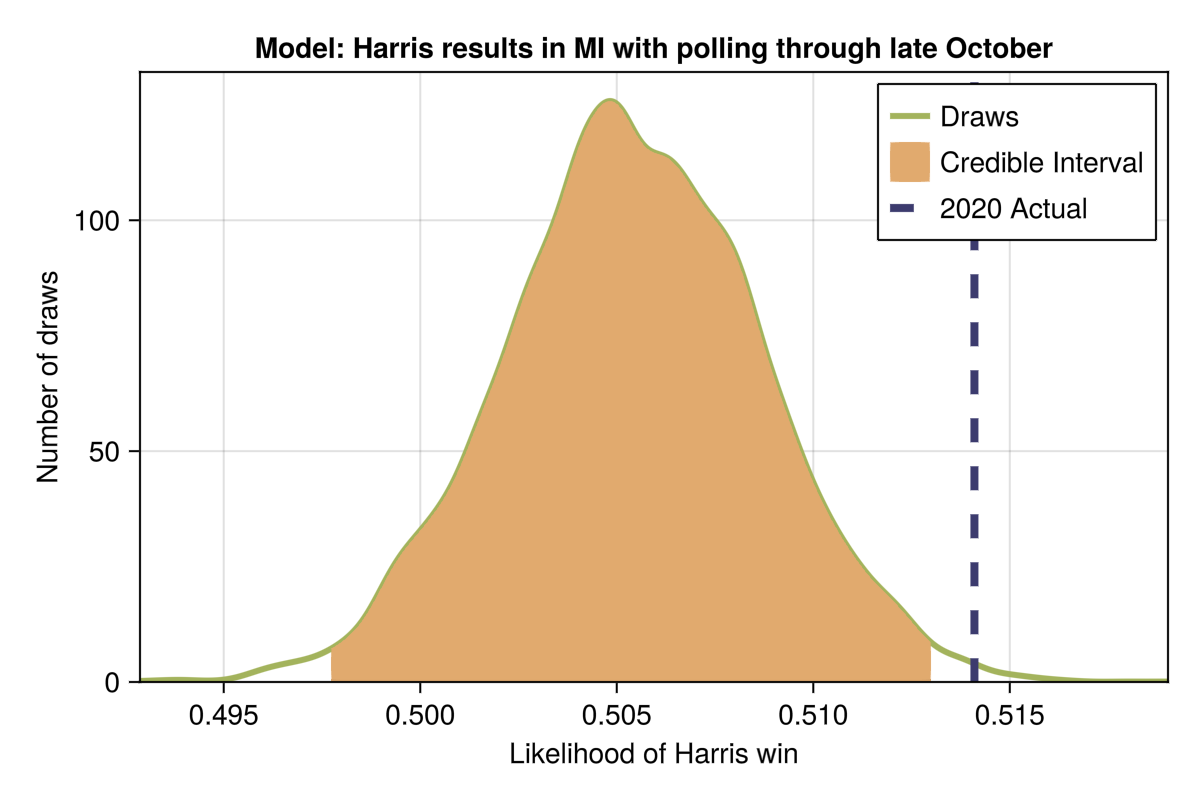 Model: Harris results in MI with polling through late October
Draws
Credible Interval
2020 Actual
Number of draws
100
50
0
0.495 0.500 0.505 0.510 0.515
Likelihood of Harris win